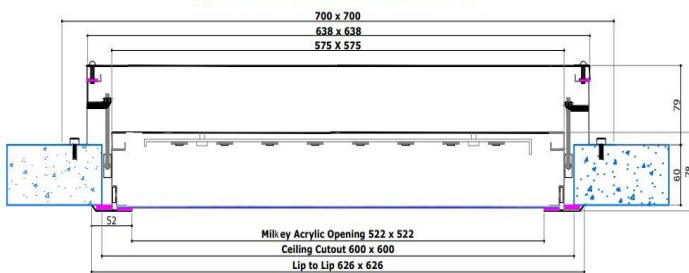 700 x 700
638 x 638
575 X 575
79
60
78
52
Milkey Acrylic Opening 522 x 522
Ceiling Cutout 600 x 600
Lip to Lip 626 x 626